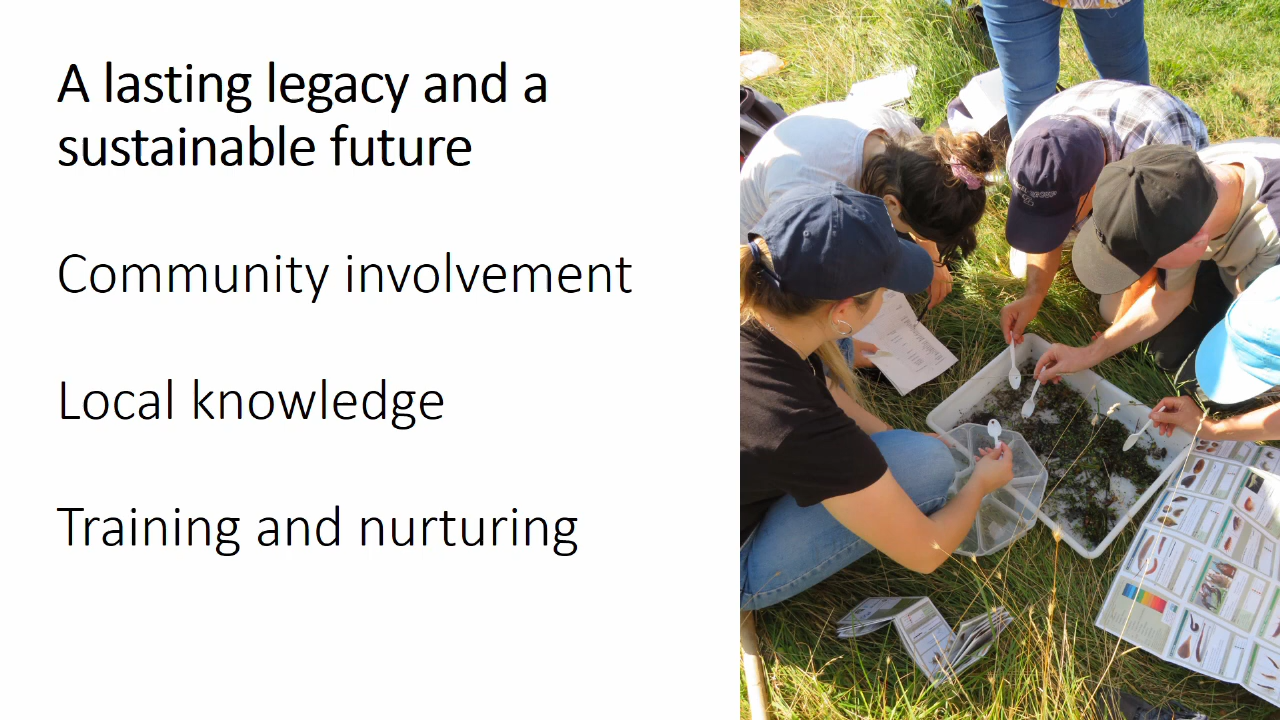 A lasting legacy and a
sustainable future
Community involvement
Local knowledge
Training and nurturing